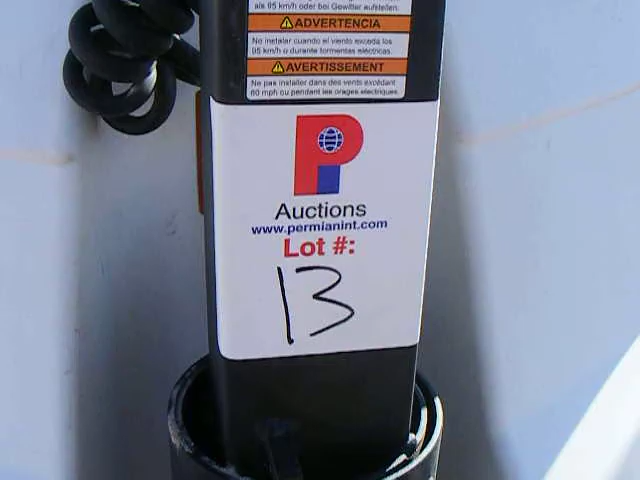 als 95 km/h oder bei Gewitter aufstellen.
ADVERTENCIA
No instalar cuando el viento exceda los
95 km/h o durante tormentas eléctricas.
AVERTISSEMENT
Ne pas installer dans des vents excédant
60 mph ou pendant les orages électriques.
P
Auctions
www.permianint.com
Lot #:
13